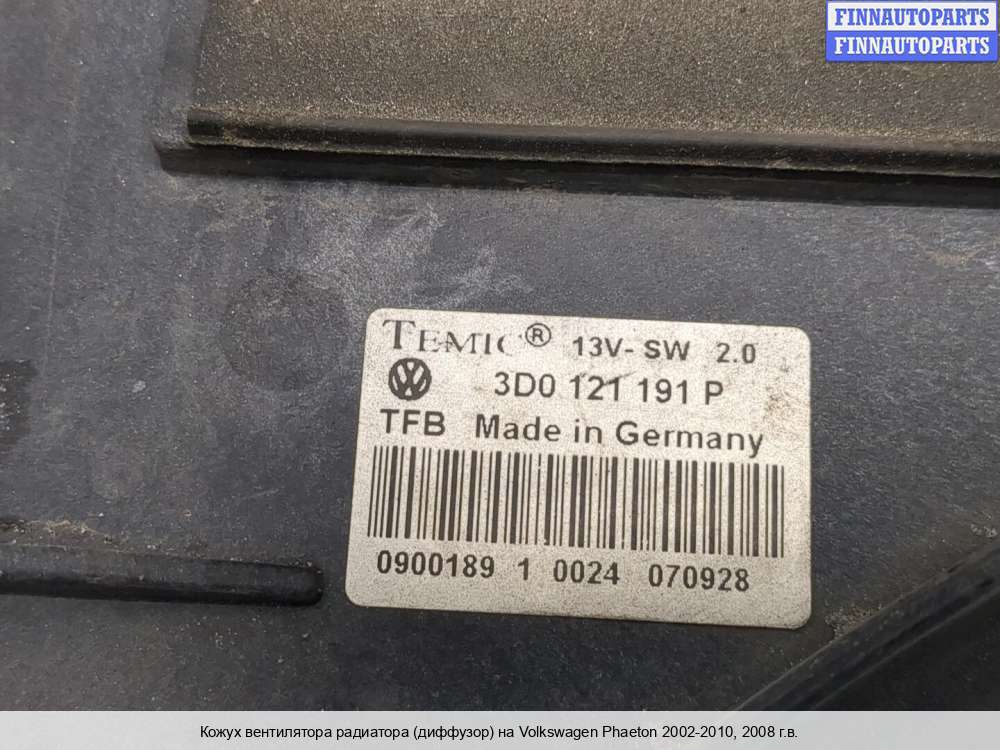 FINNAUTOPARTS
FINNAUTOPARTS
TEMIC® 13V- SW 2.0
3D0 121 191 P
TFB Made in Germany
0900189 1 0024 070928
Кожух вентилятора радиатора (диффузор) на Volkswagen Phaeton 2002-2010, 2008 г.в.